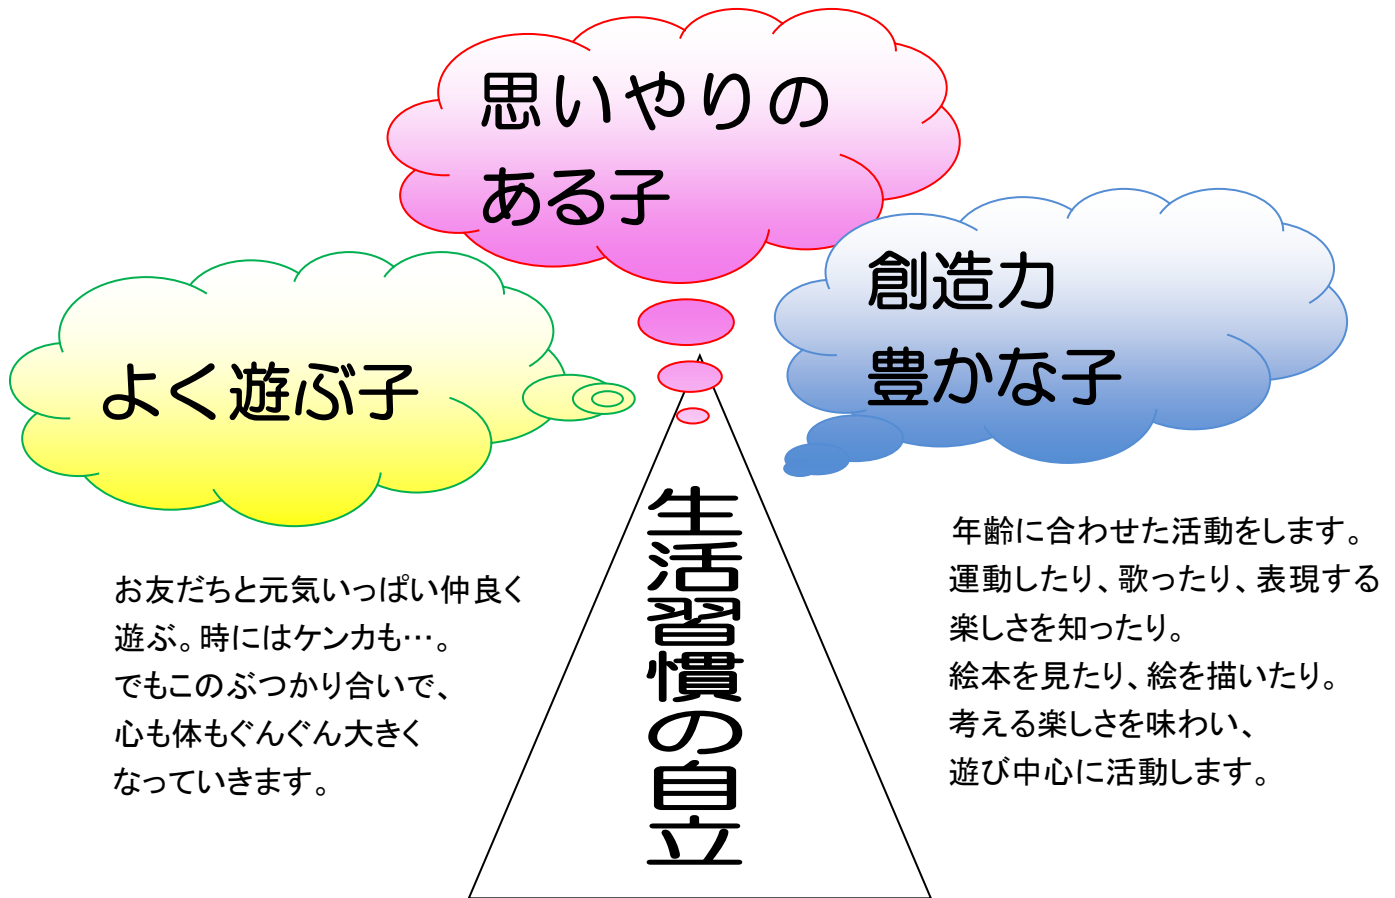 思いやりの
ある子
創造力
豊かな子
よく遊ぶ子
生活習慣の自立
お友だちと元気いっぱい仲良く
遊ぶ。時にはケンカも…。
でもこのぶつかり合いで、
心も体もぐんぐん大きく
なっていきます。
年齢に合わせた活動をします。
運動したり、歌ったり、表現する
楽しさを知ったり。
絵本を見たり、絵を描いたり。
考える楽しさを味わい、
遊び中心に活動します。